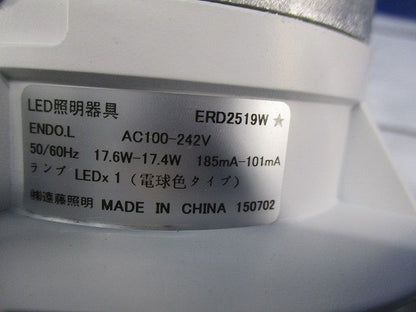 LED照明器具 ERD2519W ★
ENDO.L AC100-242V
50/60Hz 17.6W-17.4W 185mA-101mA
ランプ LED×1（電球色タイプ）
㈱遠藤照明 MADE IN CHINA 150702